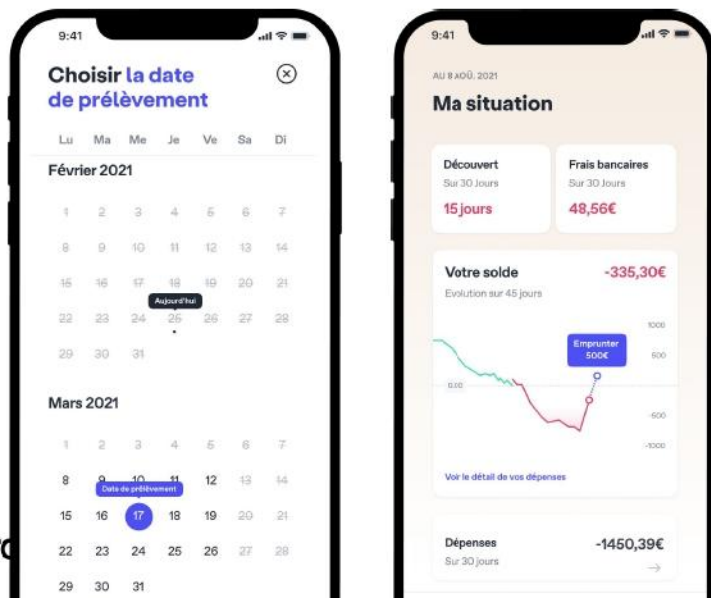 9:41
Choisir la date
de prélèvement
Lu Ma Me Je Ve Sa Di
Février 2021
1 2 3 4 5 6 7
8 9 10 11 12 13 14
15 16 17 18 19 20 21
Aujourd'hui
22 23 24 25 26 27 28
29 30 31
Mars 2021
1 2 3 4 5 6 7
8 9 10 11 12 13 14
Date de prélèvement
15 16 17 18 19 20 21
22 23 24 25 26 27 28
29 30 31
9:41
AU 8 AOÛ. 2021
Ma situation
Découvert
Sur 30 Jours
15 jours
Frais bancaires
Sur 30 Jours
48,56€
Votre solde -335,30€
Evolution sur 45 jours
1000
Emprunter
500€
500
0.00
-500
-1000
Voir le détail de vos dépenses
Dépenses -1450,39€
Sur 30 jours